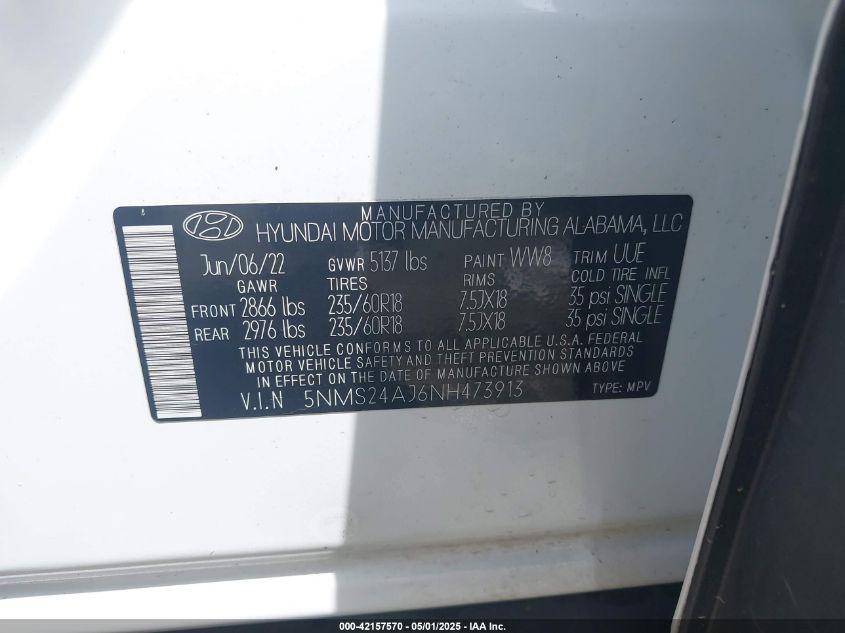 MANUFACTURED BY
HYUNDAI MOTOR MANUFACTURING ALABAMA, LLC
Jun/06/22 GVWR 5137 lbs PAINT WW8 TRIM UUE
GAWR TIRES RIMS COLD TIRE INFL
FRONT 2866 lbs 235/60R18 7.5JX18 35 psi SINGLE
REAR 2976 lbs 235/60R18 7.5JX18 35 psi SINGLE
THIS VEHICLE CONFORMS TO ALL APPLICABLE U.S.A. FEDERAL
MOTOR VEHICLE SAFETY AND THEFT PREVENTION STANDARDS
IN EFFECT ON THE DATE OF MANUFACTURE SHOWN ABOVE
V.I.N 5NMS24AJ6NH473913 TYPE: MPV
000-42157570 - 05/01/2025 - IAA Inc.